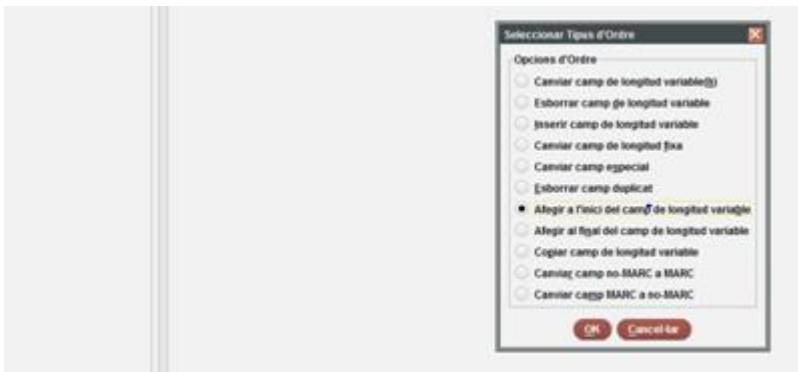 Seleccionar Tipus d'Ordre
Opcions d'Ordre
Canviar camp de longitud variable(h)
Esborrar camp de longitud variable
Inserir camp de longitud variable
Canviar camp de longitud fixa
Canviar camp especial
Esborrar camp duplicat
Afegir a l'inici del camp de longitud variable
Afegir al final del camp de longitud variable
Copiar camp de longitud variable
Canviar camp no-MARC a MARC
Canviar camp MARC a no-MARC
OK Cancel·lar